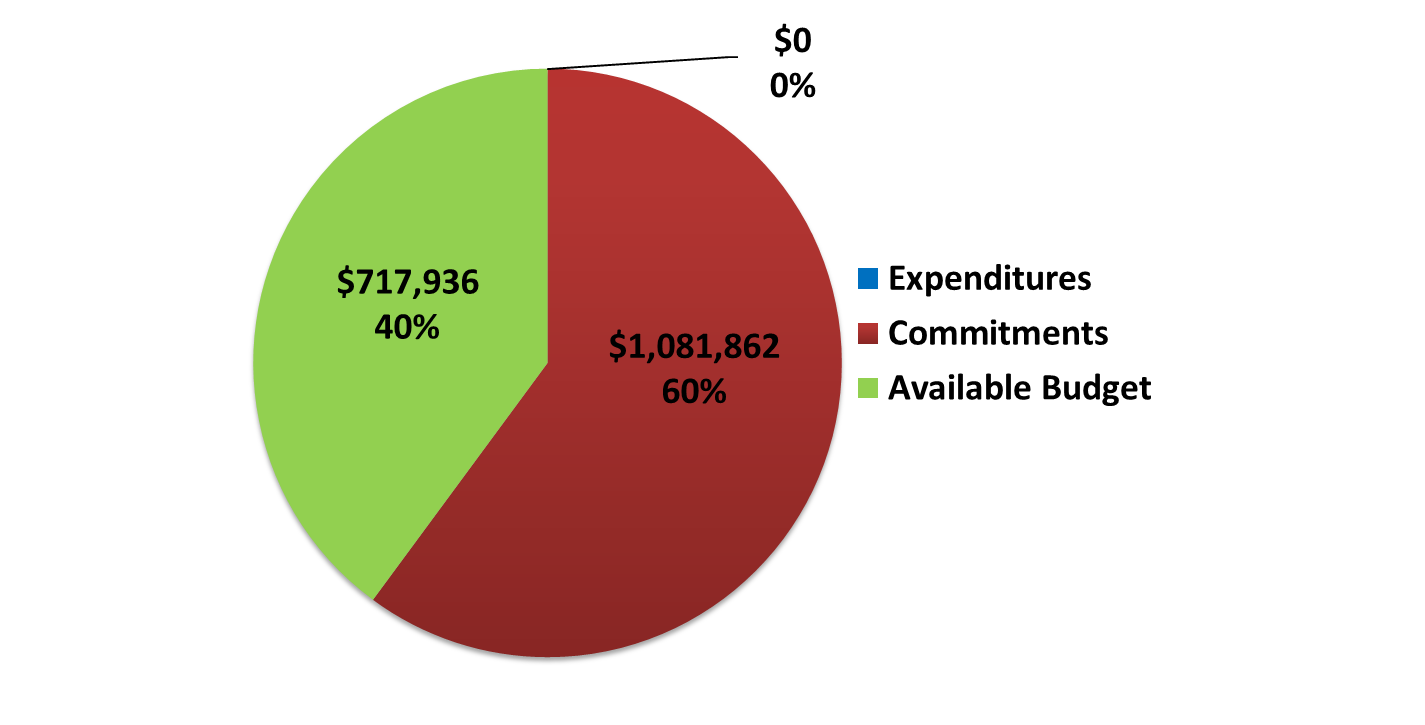 $0
0%
$717,936
40%
$1,081,862
60%
Expenditures
Commitments
Available Budget